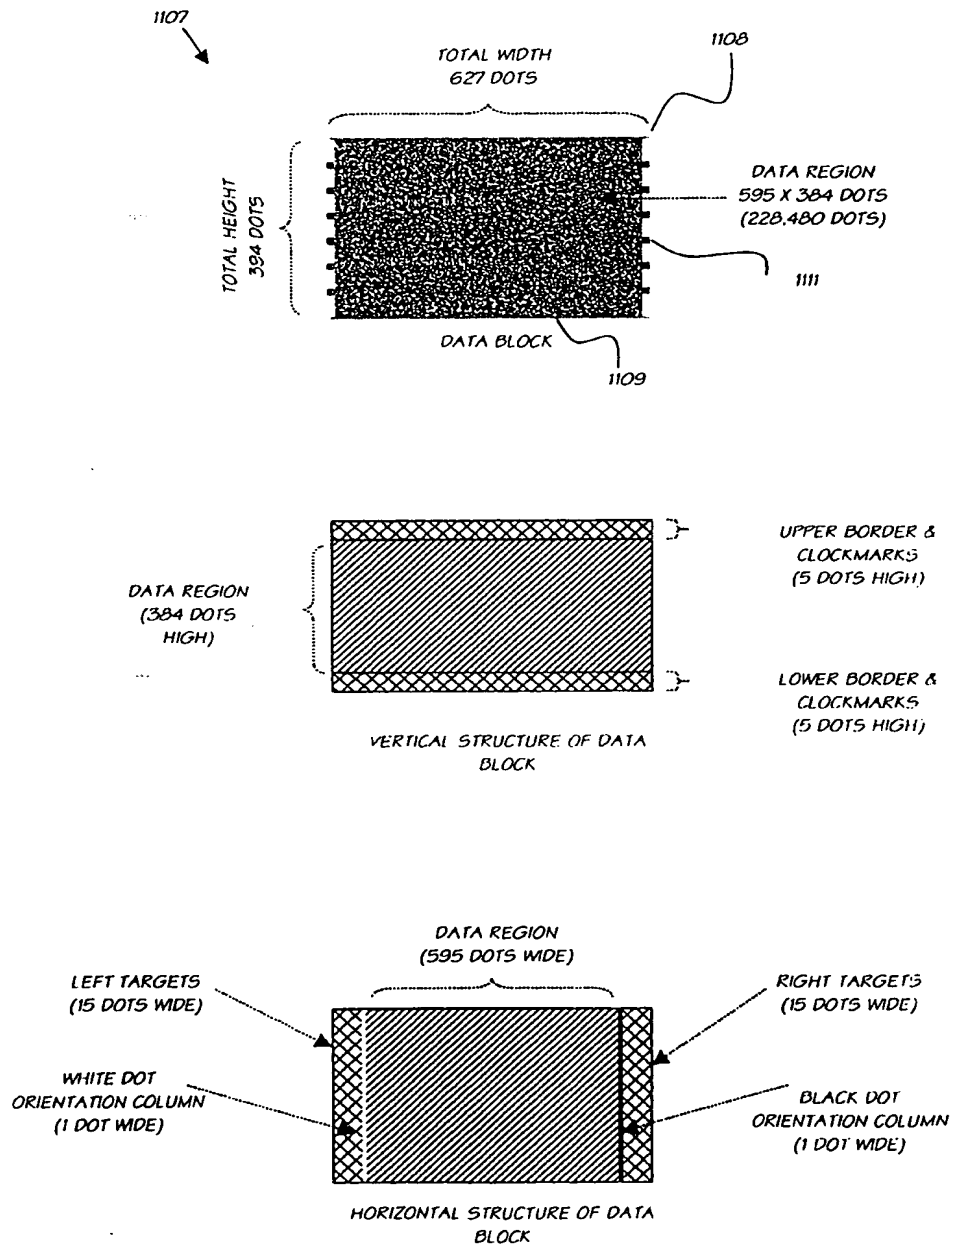 1107
1108
TOTAL WIDTH
627 DOTS
TOTAL HEIGHT
394 DOTS
DATA REGION
595 X 384 DOTS
(228,480 DOTS)
1111
DATA BLOCK
1109
UPPER BORDER &
CLOCKMARKS
(5 DOTS HIGH)
DATA REGION
(384 DOTS
HIGH)
LOWER BORDER &
CLOCKMARKS
(5 DOTS HIGH)
VERTICAL STRUCTURE OF DATA
BLOCK
DATA REGION
(595 DOTS WIDE)
LEFT TARGETS
(15 DOTS WIDE)
RIGHT TARGETS
(15 DOTS WIDE)
WHITE DOT
ORIENTATION COLUMN
(1 DOT WIDE)
BLACK DOT
ORIENTATION COLUMN
(1 DOT WIDE)
HORIZONTAL STRUCTURE OF DATA
BLOCK